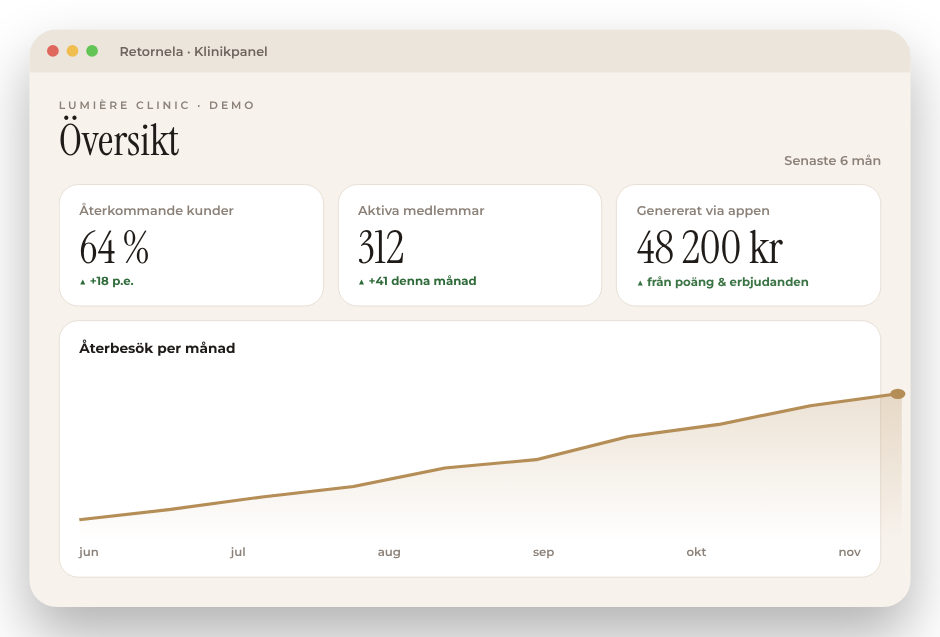 Retornela · Klinikpanel
LUMIÈRE CLINIC · DEMO
Översikt
Senaste 6 mån
Återkommande kunder
64 %
▲ +18 p.e.
Aktiva medlemmar
312
▲ +41 denna månad
Genererat via appen
48 200 kr
▲ från poäng & erbjudanden
Återbesök per månad
jun jul aug sep okt nov